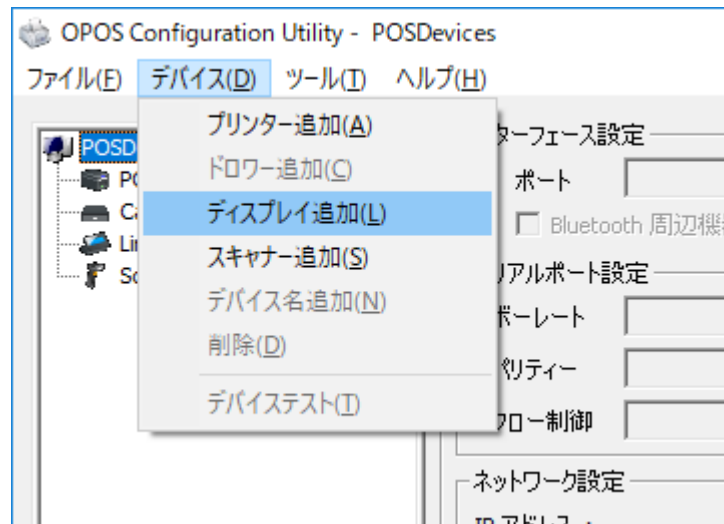 OPOS Configuration Utility - POSDevices
ファイル(F) デバイス(D) ツール(T) ヘルプ(H)
プリンター追加(A)
ドロワー追加(C)
ディスプレイ追加(L)
スキャナー追加(S)
デバイス名追加(N)
削除(D)
デバイステスト(T)
POSD
ーフェース設定
ポート
Bluetooth 周辺機
リアルポート設定
ボーレート
パリティー
フロー制御
ネットワーク設定